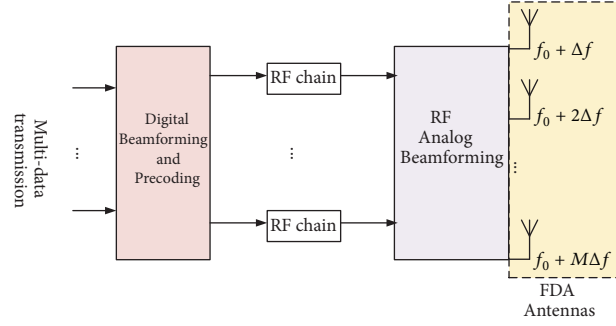 Multi-data
transmission
...
Digital
Beamforming
and
Precoding
RF chain
...
RF chain
RF
Analog
Beamforming
f₀ + Δf
f₀ + 2Δf
...
f₀ + MΔf
FDA
Antennas